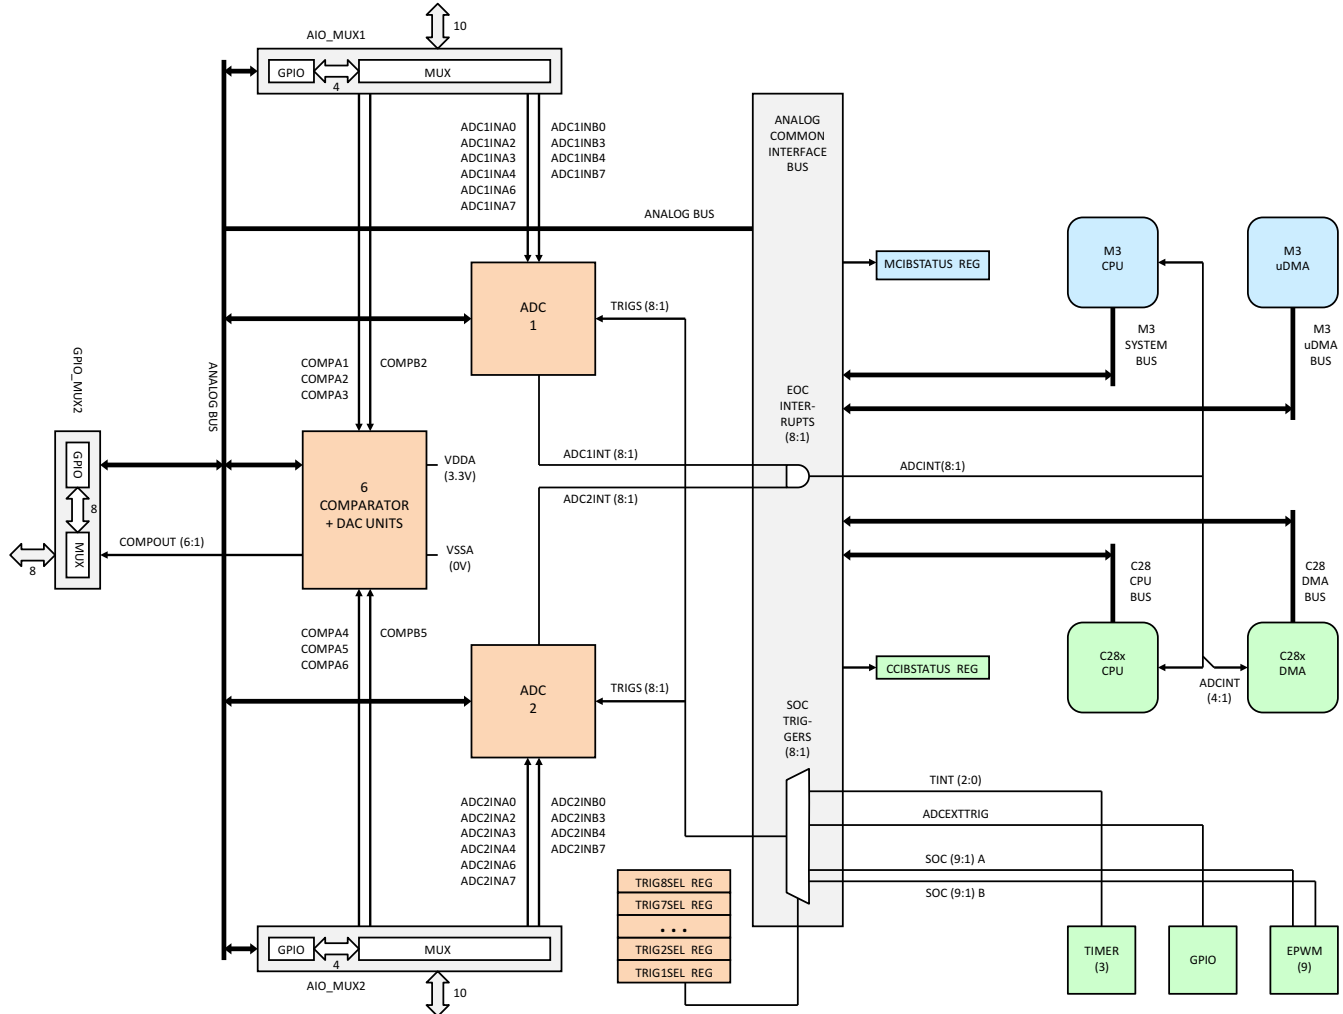 10
AIO_MUX1
GPIO
4
MUX
ADC1INA0
ADC1INA2
ADC1INA3
ADC1INA4
ADC1INA6
ADC1INA7
ADC1INB0
ADC1INB3
ADC1INB4
ADC1INB7
ANALOG
COMMON
INTERFACE
BUS
ANALOG BUS
MCIBSTATUS REG
M3
CPU
M3
uDMA
ADC
1
TRIGS (8:1)
M3
SYSTEM
BUS
M3
uDMA
BUS
GPIO_MUX2
ANALOG BUS
COMPA1
COMPA2
COMPA3
COMPB2
EOC
INTER-
RUPTS
(8:1)
GPIO
8
MUX
8
COMPOUT (6:1)
6
COMPARATOR
+ DAC UNITS
VDDA
(3.3V)
VSSA
(0V)
ADC1INT (8:1)
ADC2INT (8:1)
ADCINT(8:1)
C28
CPU
BUS
C28
DMA
BUS
COMPA4
COMPA5
COMPA6
COMPB5
ADC
2
TRIGS (8:1)
CCIBSTATUS REG
C28x
CPU
ADCINT
(4:1)
C28x
DMA
SOC
TRIG-
GERS
(8:1)
TINT (2:0)
ADCEXTTRIG
SOC (9:1) A
SOC (9:1) B
ADC2INA0
ADC2INA2
ADC2INA3
ADC2INA4
ADC2INA6
ADC2INA7
ADC2INB0
ADC2INB3
ADC2INB4
ADC2INB7
TRIG8SEL REG
TRIG7SEL REG
. . .
TRIG2SEL REG
TRIG1SEL REG
GPIO
4
MUX
AIO_MUX2
10
TIMER
(3)
GPIO
EPWM
(9)